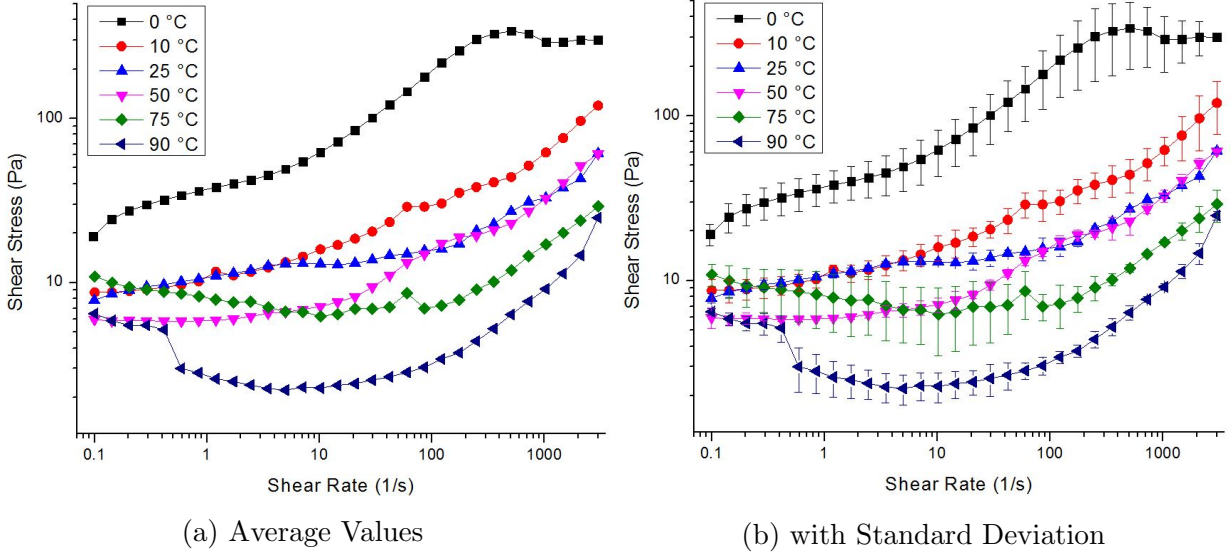 0 °C
10 °C
25 °C
50 °C
75 °C
90 °C
100
10
Shear Stress (Pa)
0.1 1 10 100 1000
Shear Rate (1/s)
(a) Average Values
0 °C
10 °C
25 °C
50 °C
75 °C
90 °C
100
10
Shear Stress (Pa)
0.1 1 10 100 1000
Shear Rate (1/s)
(b) with Standard Deviation